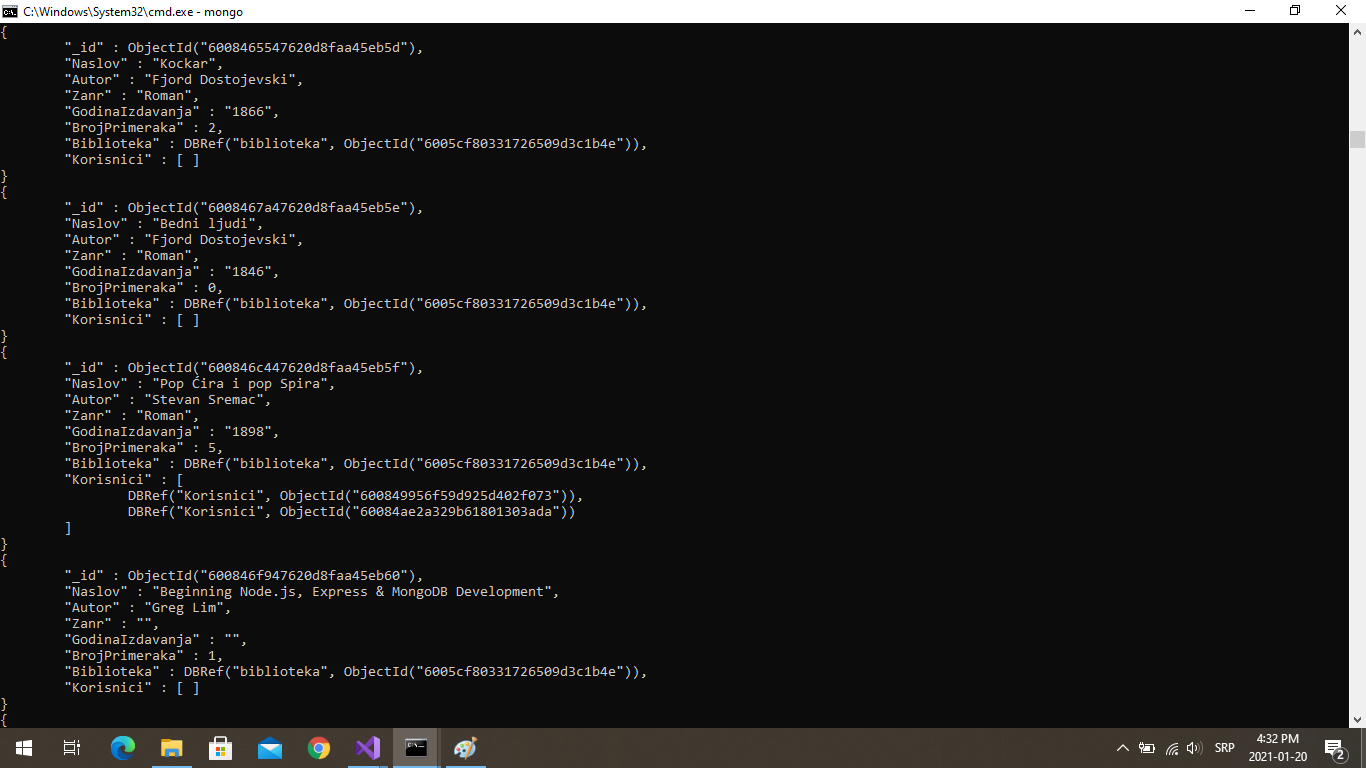 C:\Windows\System32\cmd.exe - mongo
{
"_id" : ObjectId("6008465547620d8faa45eb5d"),
"Naslov" : "Kockar",
"Autor" : "Fjord Dostojevski",
"Zanr" : "Roman",
"GodinaIzdavanja" : "1866",
"BrojPrimeraka" : 2,
"Biblioteka" : DBRef("biblioteka", ObjectId("6005cf80331726509d3c1b4e")),
"Korisnici" : [ ]
}
{
"_id" : ObjectId("6008467a47620d8faa45eb5e"),
"Naslov" : "Bedni ljudi",
"Autor" : "Fjord Dostojevski",
"Zanr" : "Roman",
"GodinaIzdavanja" : "1846",
"BrojPrimeraka" : 0,
"Biblioteka" : DBRef("biblioteka", ObjectId("6005cf80331726509d3c1b4e")),
"Korisnici" : [ ]
}
{
"_id" : ObjectId("600846c447620d8faa45eb5f"),
"Naslov" : "Pop Ćira i pop Spira",
"Autor" : "Stevan Sremac",
"Zanr" : "Roman",
"GodinaIzdavanja" : "1898",
"BrojPrimeraka" : 5,
"Biblioteka" : DBRef("biblioteka", ObjectId("6005cf80331726509d3c1b4e")),
"Korisnici" : [
DBRef("Korisnici", ObjectId("600849956f59d925d402f073")),
DBRef("Korisnici", ObjectId("60084ae2a329b61801303ada"))
]
}
{
"_id" : ObjectId("600846f947620d8faa45eb60"),
"Naslov" : "Beginning Node.js, Express & MongoDB Development",
"Autor" : "Greg Lim",
"Zanr" : "",
"GodinaIzdavanja" : "",
"BrojPrimeraka" : 1,
"Biblioteka" : DBRef("biblioteka", ObjectId("6005cf80331726509d3c1b4e")),
"Korisnici" : [ ]
}
{
SRP
4:32 PM
2021-01-20
2